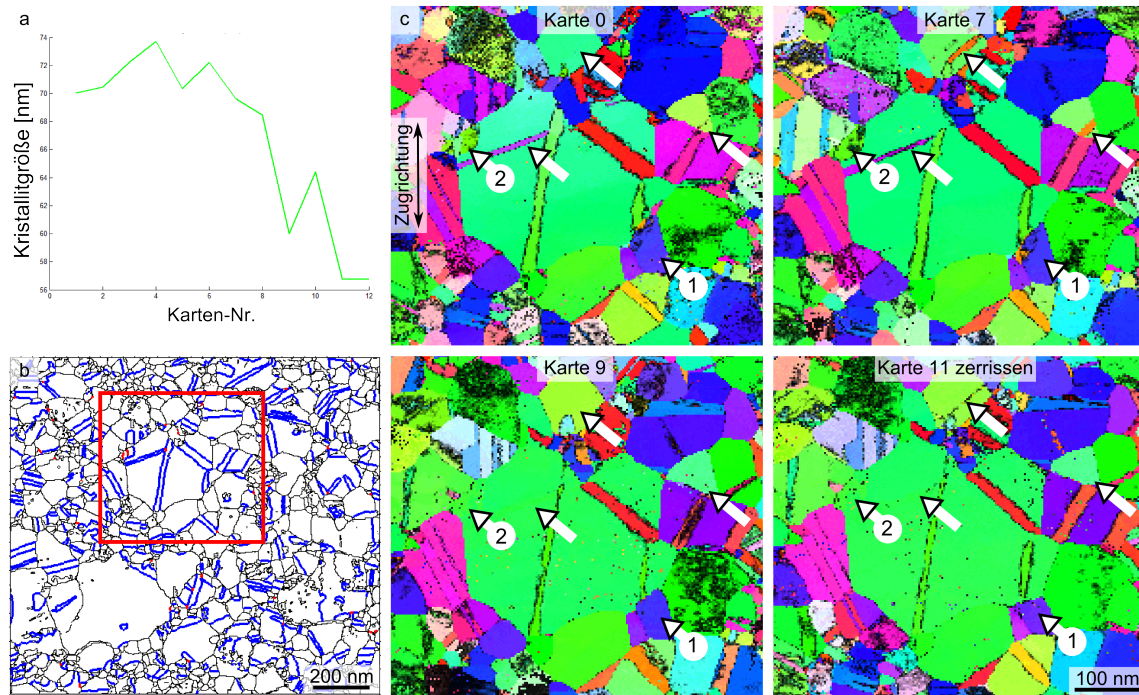 a
Kristallitgröße [nm]
74
72
70
68
66
64
62
60
58
56
0
2
4
6
8
10
12
Karten-Nr.
b
200 nm
c
Karte 0
Zugrichtung
2
1
Karte 7
2
1
Karte 9
2
1
Karte 11 zerrissen
2
1
100 nm